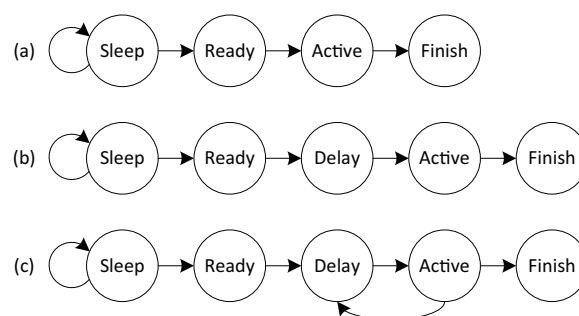 (a) Sleep Ready Active Finish
(b) Sleep Ready Delay Active Finish
(c) Sleep Ready Delay Active Finish